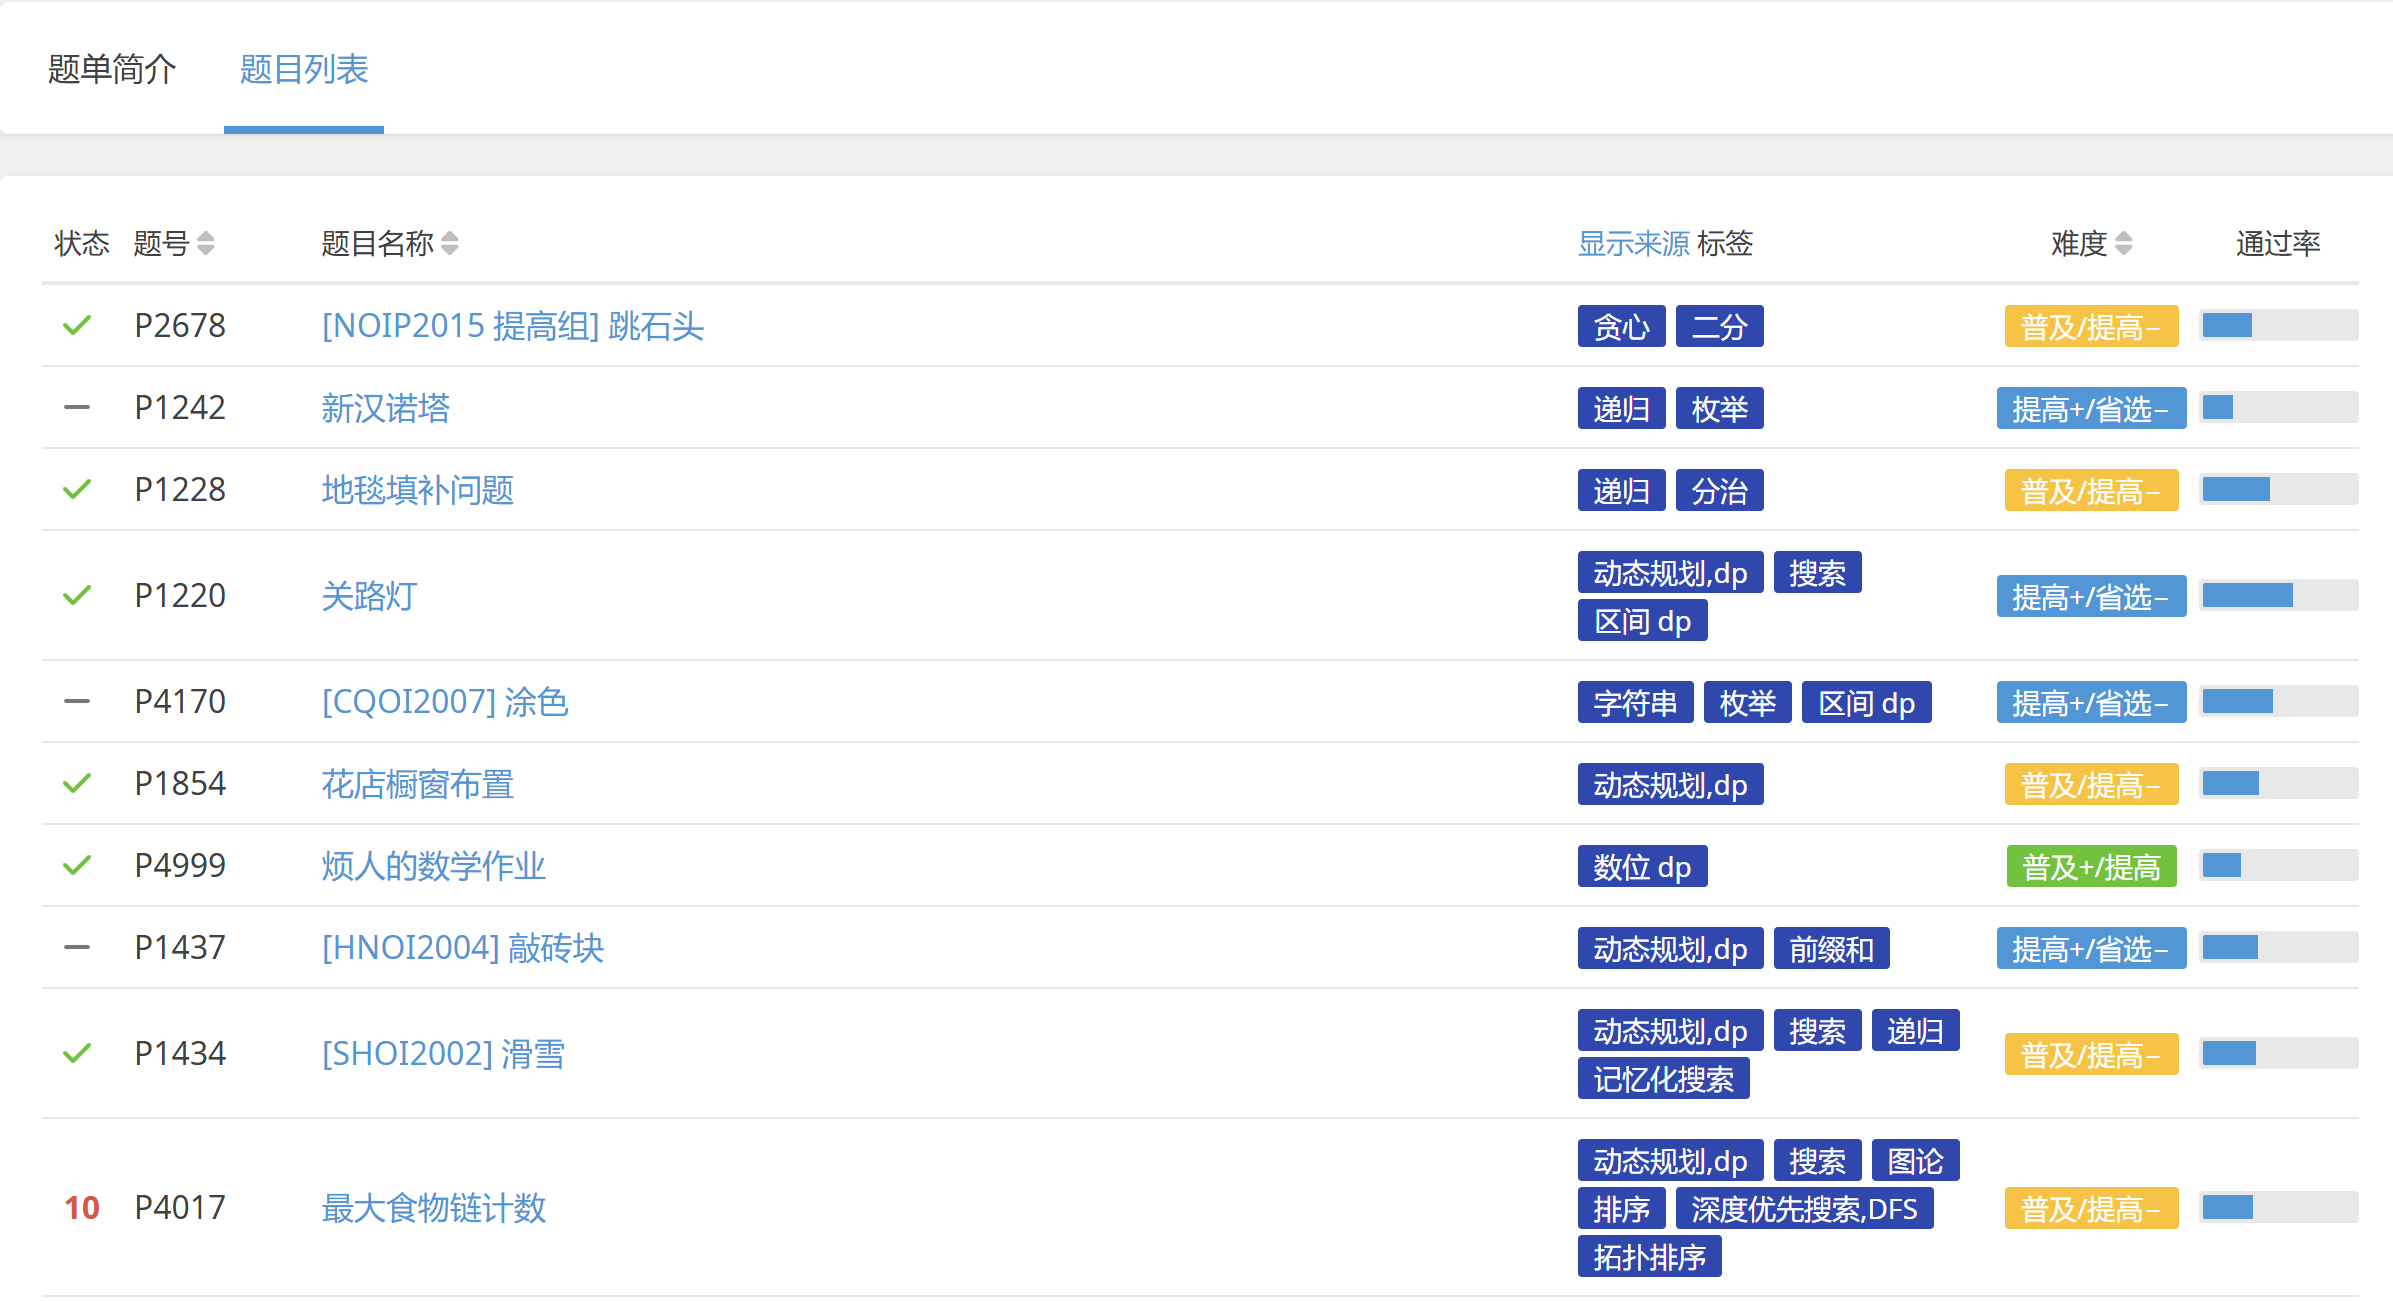 题单简介 题目列表
状态 题号 题目名称 显示来源 标签 难度 通过率
P2678 [NOIP2015 提高组] 跳石头 贪心 二分 普及/提高−
P1242 新汉诺塔 递归 枚举 提高+/省选−
P1228 地毯填补问题 递归 分治 普及/提高−
P1220 关路灯 动态规划,dp 搜索 提高+/省选−
区间 dp
P4170 [CQOI2007] 涂色 字符串 枚举 区间 dp 提高+/省选−
P1854 花店橱窗布置 动态规划,dp 普及/提高−
P4999 烦人的数学作业 数位 dp 普及+/提高
P1437 [HNOI2004] 敲砖块 动态规划,dp 前缀和 提高+/省选−
P1434 [SHOI2002] 滑雪 动态规划,dp 搜索 递归 普及/提高−
记忆化搜索
10 P4017 最大食物链计数 动态规划,dp 搜索 图论 普及/提高−
排序 深度优先搜索,DFS
拓扑排序